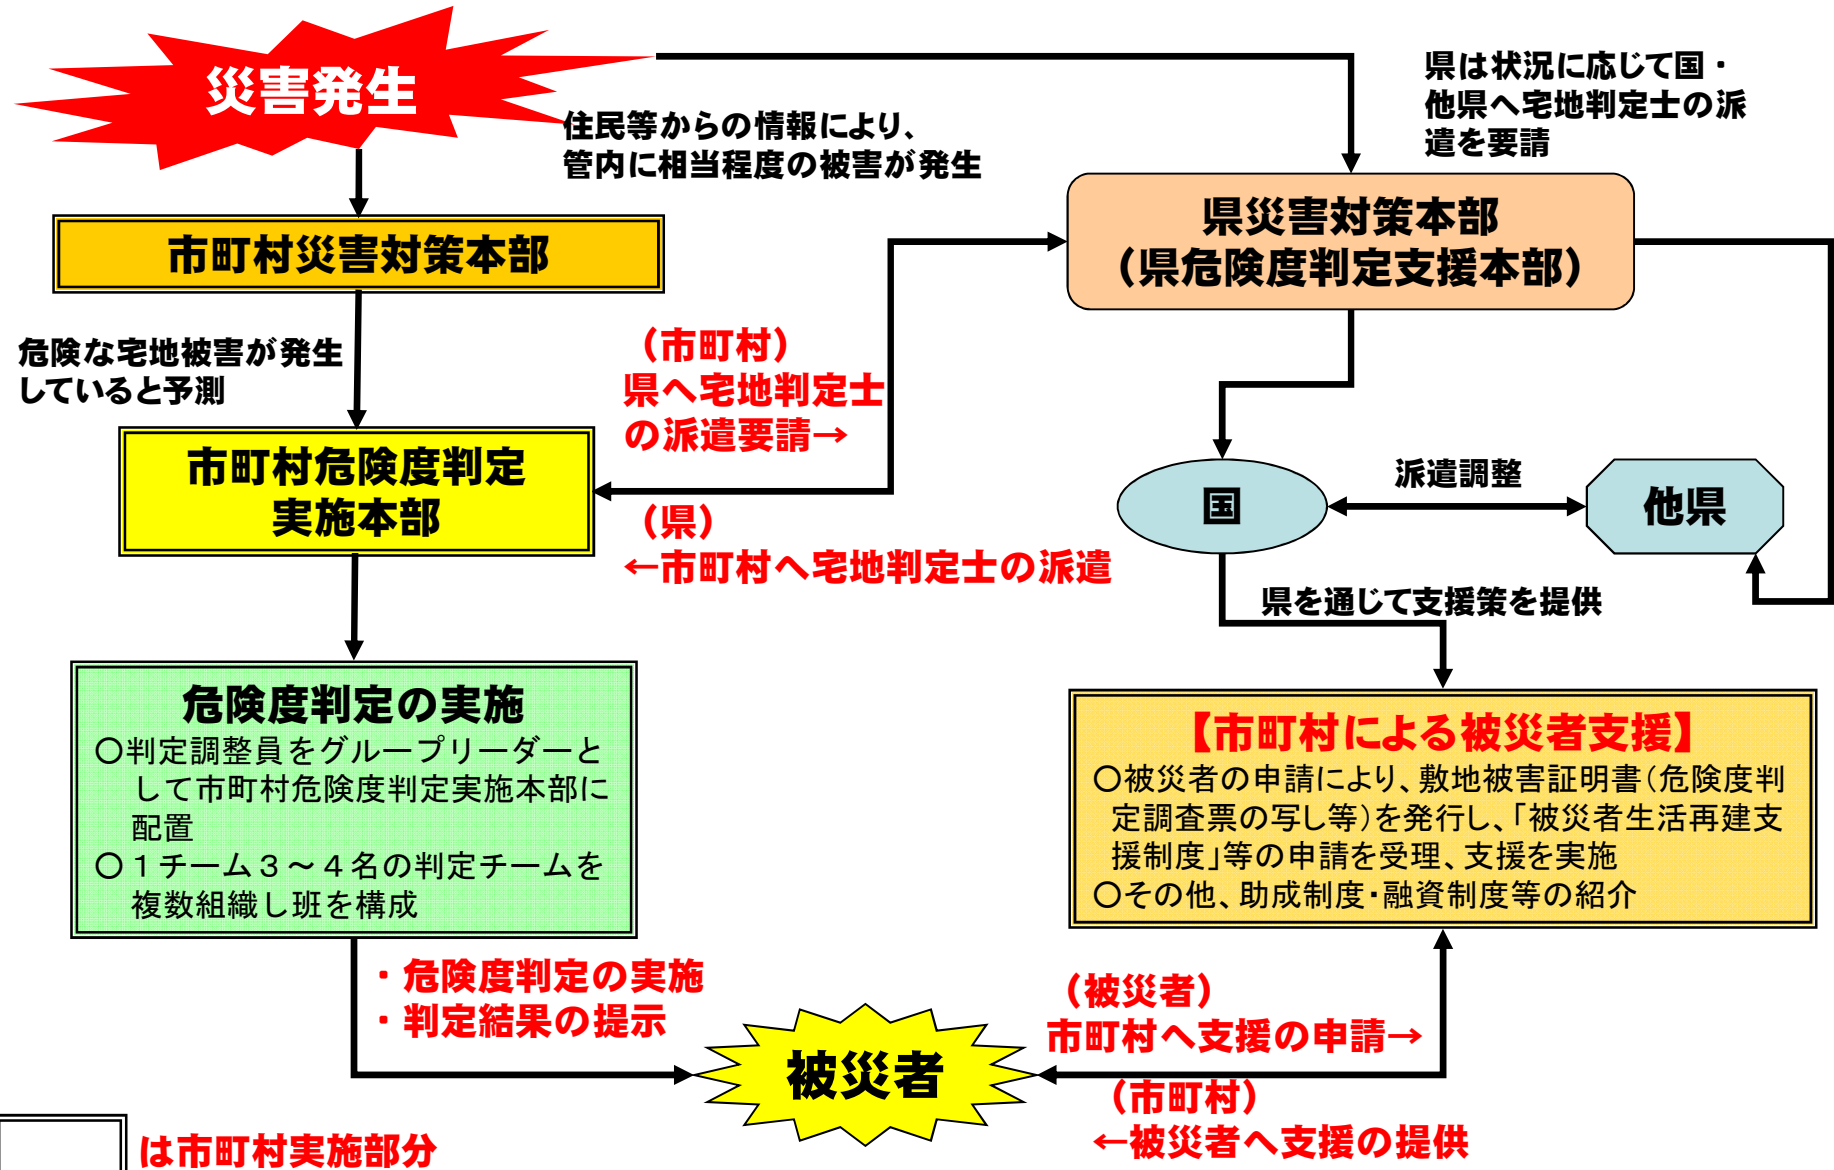 災害発生
住民等からの情報により、
管内に相当程度の被害が発生
県は状況に応じて国・
他県へ宅地判定士の派
遣を要請
市町村災害対策本部
県災害対策本部
（県危険度判定支援本部）
危険な宅地被害が発生
していると予測
（市町村）
県へ宅地判定士
の派遣要請→
市町村危険度判定
実施本部
（県）
←市町村へ宅地判定士の派遣
国
派遣調整
他県
県を通じて支援策を提供
危険度判定の実施
○判定調整員をグループリーダーと
して市町村危険度判定実施本部に
配置
○１チーム３～４名の判定チームを
複数組織し班を構成
【市町村による被災者支援】
○被災者の申請により、敷地被害証明書（危険度判
定調査票の写し等）を発行し、「被災者生活再建支
援制度」等の申請を受理、支援を実施
○その他、助成制度・融資制度等の紹介
・危険度判定の実施
・判定結果の提示
被災者
（被災者）
市町村へ支援の申請→
（市町村）
←被災者へ支援の提供
は市町村実施部分